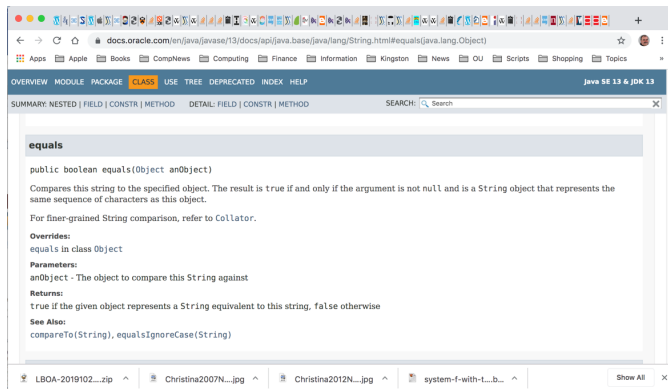 docs.oracle.com/en/java/javase/13/docs/api/java.base/java/lang/String.html#equals(java.lang.Object)
Apps Apple Books CompNews Computing Finance Information Kingston News OU Scripts Shopping Topics »
OVERVIEW MODULE PACKAGE CLASS USE TREE DEPRECATED INDEX HELP Java SE 13 & JDK 13
SUMMARY: NESTED | FIELD | CONSTR | METHOD DETAIL: FIELD | CONSTR | METHOD SEARCH: Search
equals
public boolean equals(Object anObject)
Compares this string to the specified object. The result is true if and only if the argument is not null and is a String object that represents the
same sequence of characters as this object.
For finer-grained String comparison, refer to Collator.
Overrides:
equals in class Object
Parameters:
anObject - The object to compare this String against
Returns:
true if the given object represents a String equivalent to this string, false otherwise
See Also:
compareTo(String), equalsIgnoreCase(String)
LBOA-2019102....zip Christina2007N....jpg Christina2012N....jpg system-f-with-t....b... Show All